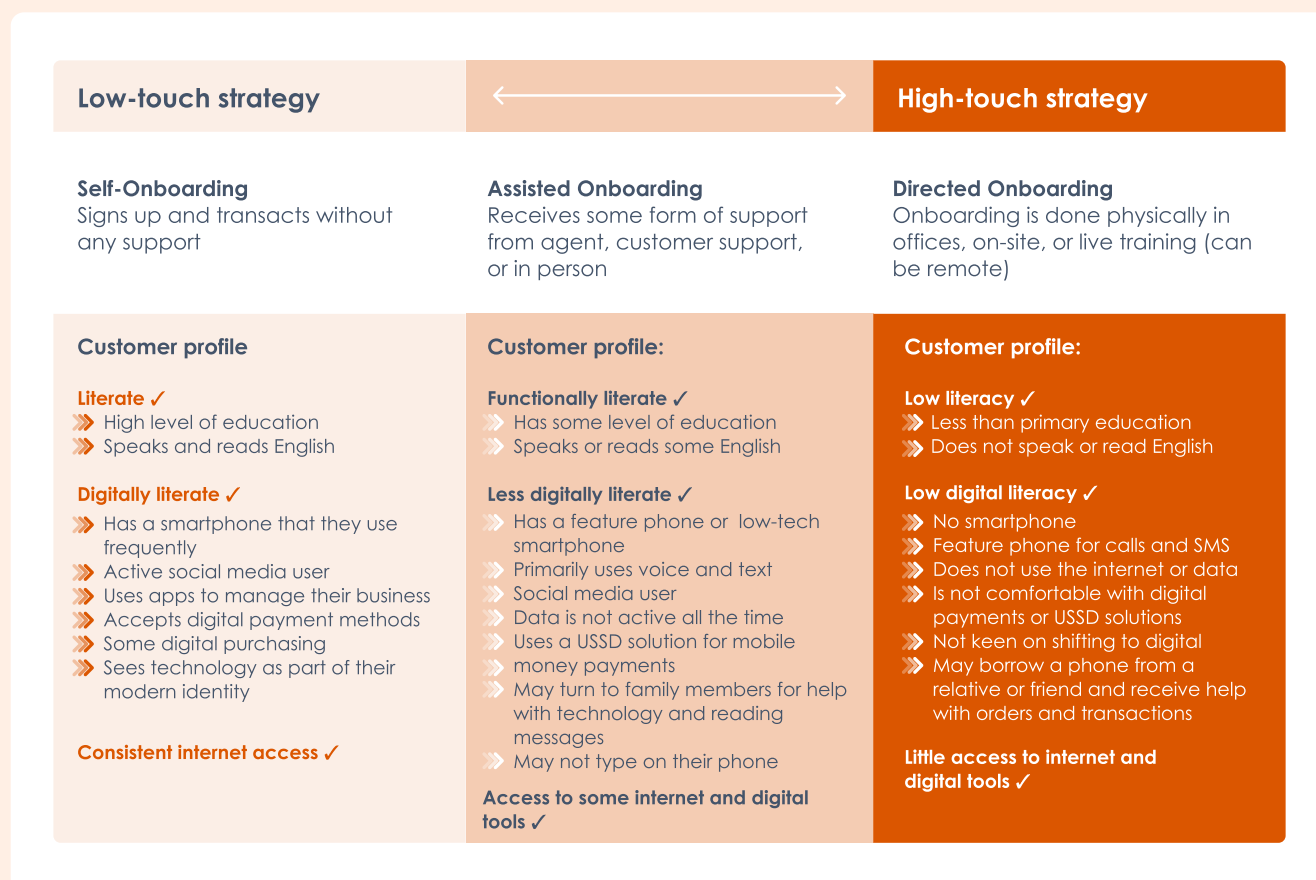 Low-touch strategy
High-touch strategy
Self-Onboarding
Signs up and transacts without
any support
Assisted Onboarding
Receives some form of support
from agent, customer support,
or in person
Directed Onboarding
Onboarding is done physically in
offices, on-site, or live training (can
be remote)
Customer profile
Literate ✓
High level of education
Speaks and reads English
Digitally literate ✓
Has a smartphone that they use
frequently
Active social media user
Uses apps to manage their business
Accepts digital payment methods
Some digital purchasing
Sees technology as part of their
modern identity
Consistent internet access ✓
Customer profile:
Functionally literate ✓
Has some level of education
Speaks or reads some English
Less digitally literate ✓
Has a feature phone or  low-tech
smartphone
Primarily uses voice and text
Social media user
Data is not active all the time
Uses a USSD solution for mobile
money payments
May turn to family members for help
with technology and reading
messages
May not type on their phone
Access to some internet and digital
tools ✓
Customer profile:
Low literacy ✓
Less than primary education
Does not speak or read English
Low digital literacy ✓
No smartphone
Feature phone for calls and SMS
Does not use the internet or data
Is not comfortable with digital
payments or USSD solutions
Not keen on shifting to digital
May borrow a phone from a
relative or friend and receive help
with orders and transactions
Little access to internet and
digital tools ✓